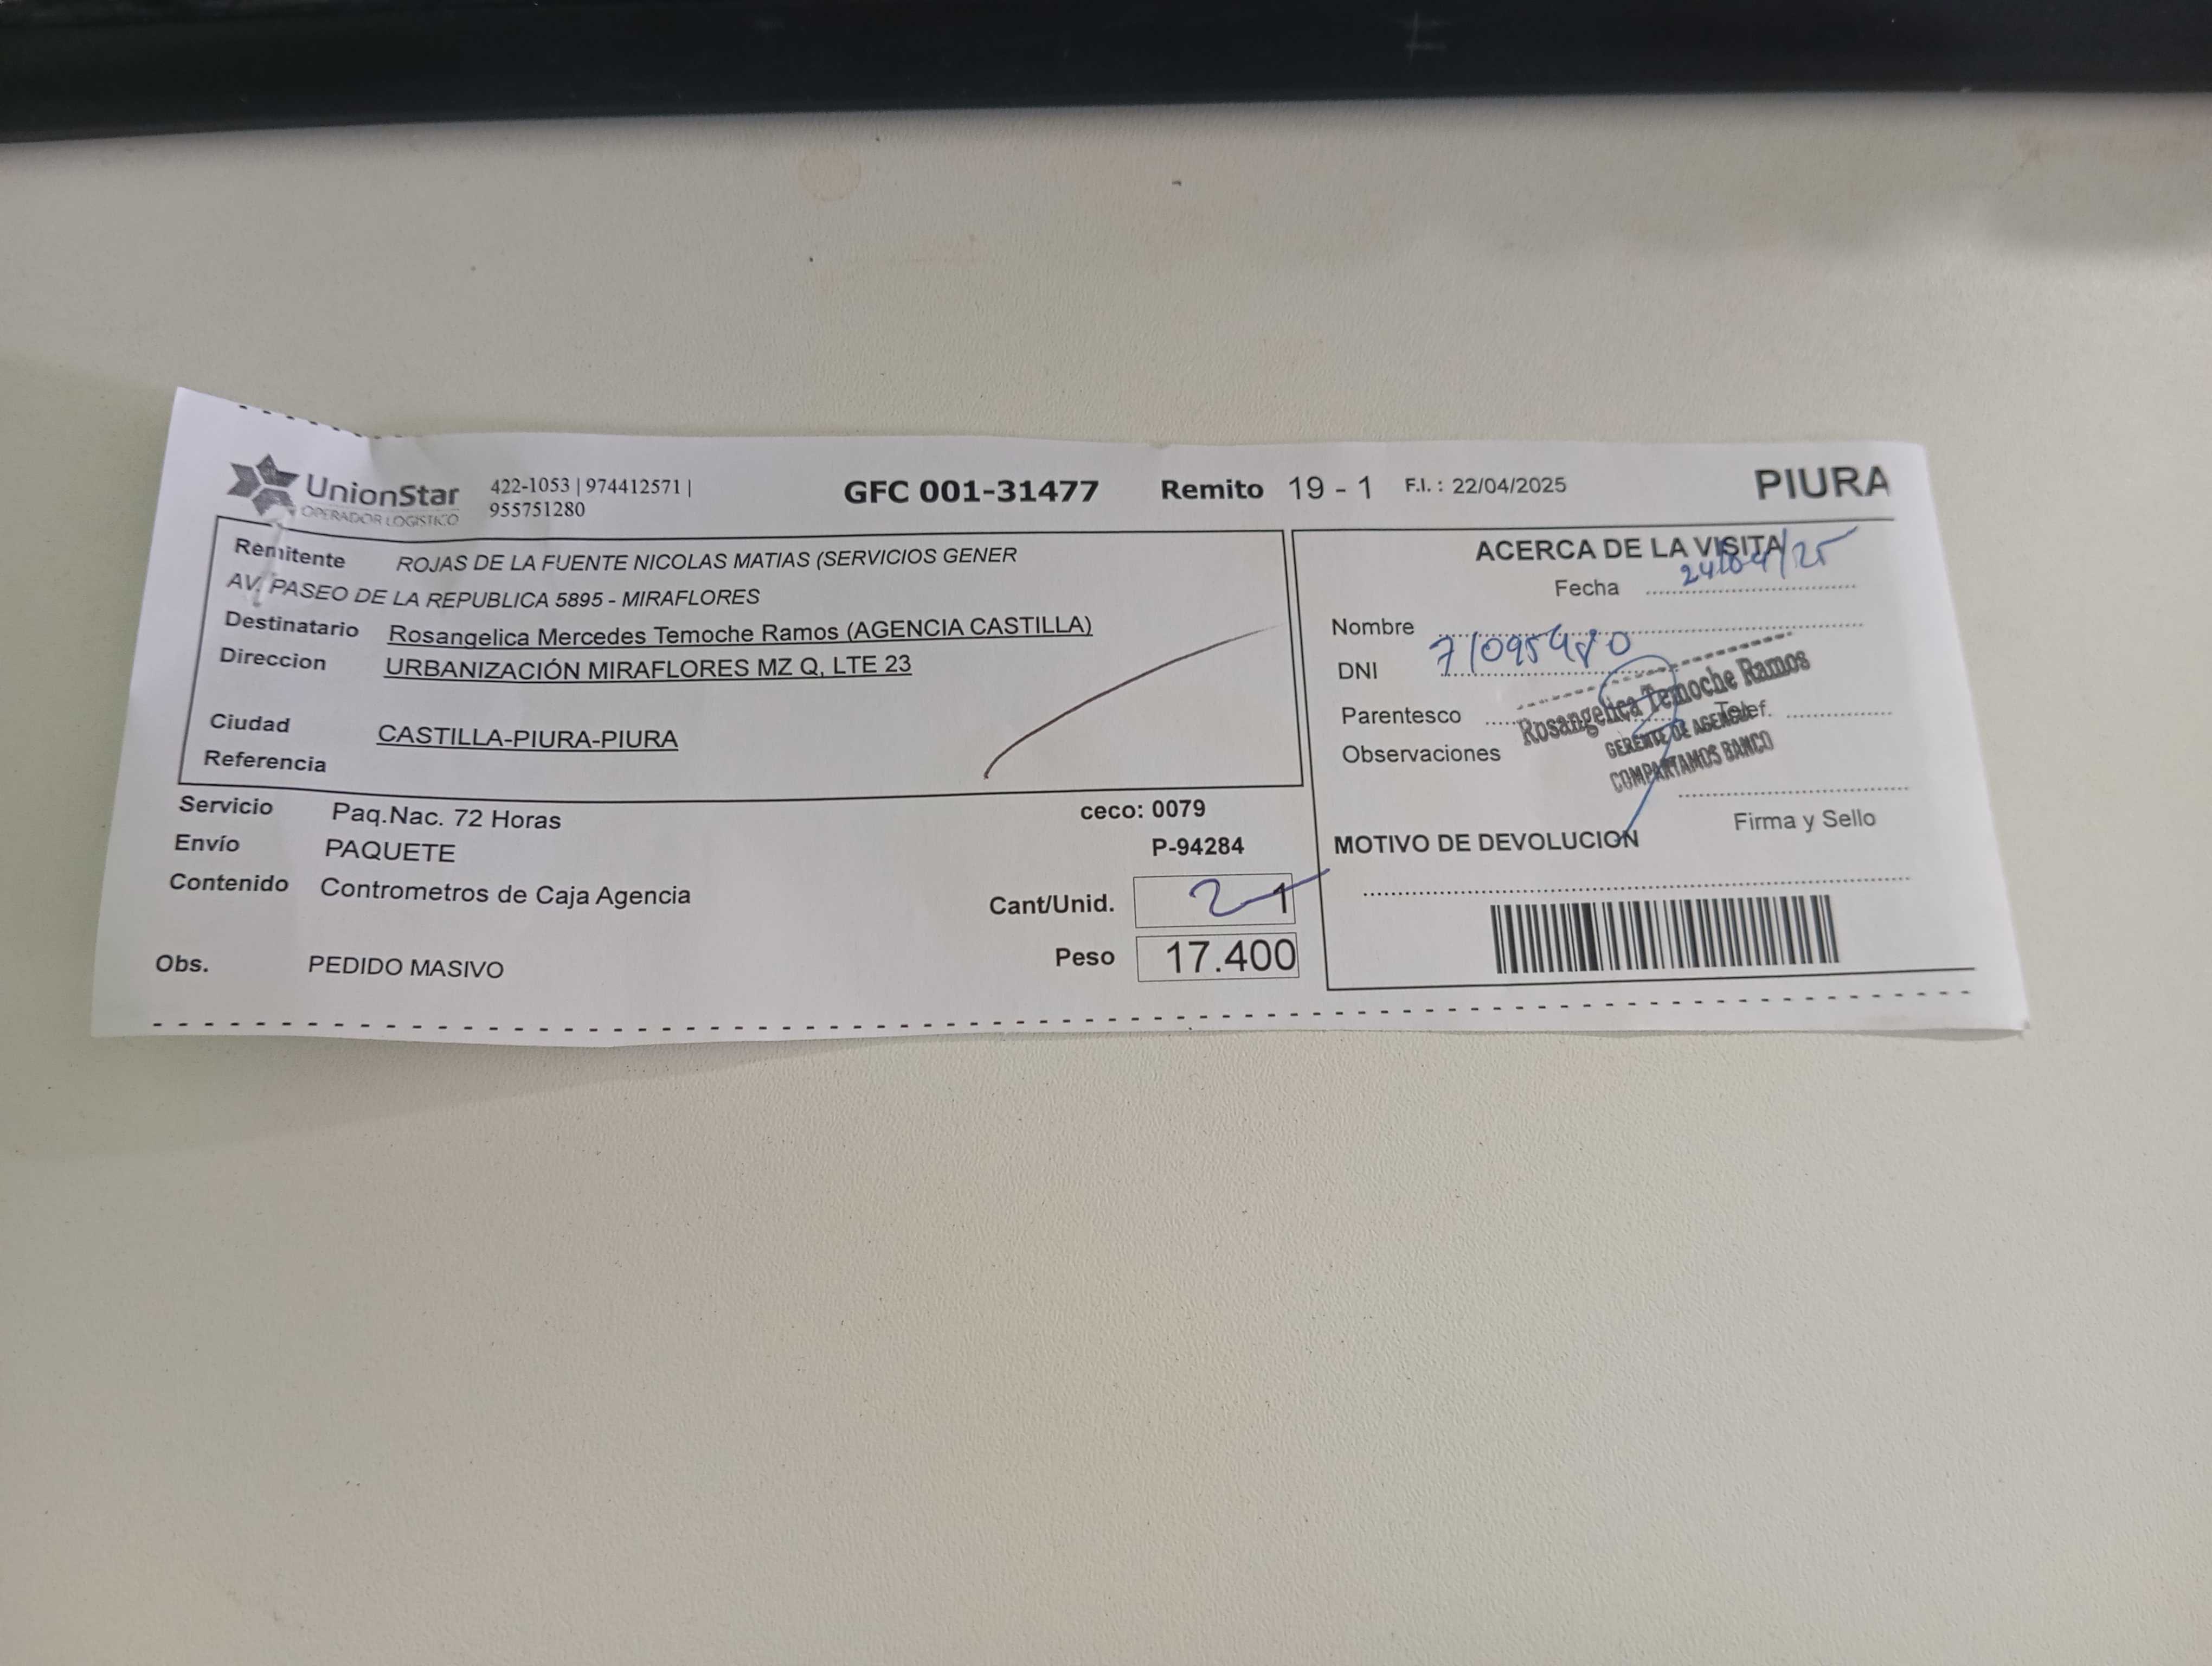 UnionStar
OPERADOR LOGISTICO
422-1053 | 974412571 |
955751280
GFC 001-31477
Remito 19 - 1
F.I. : 22/04/2025
PIURA
Remitente ROJAS DE LA FUENTE NICOLAS MATIAS (SERVICIOS GENER
AV. PASEO DE LA REPUBLICA 5895 - MIRAFLORES
Destinatario Rosangelica Mercedes Temoche Ramos (AGENCIA CASTILLA)
Direccion URBANIZACIÓN MIRAFLORES MZ Q, LTE 23
Ciudad CASTILLA-PIURA-PIURA
Referencia
Servicio Paq.Nac. 72 Horas
ceco: 0079
Envío PAQUETE
P-94284
Contenido Contrometros de Caja Agencia
Cant/Unid. 2 1
Peso 17.400
Obs. PEDIDO MASIVO
ACERCA DE LA VISITA
Fecha 24/04/25
Nombre
DNI 71095480
Parentesco
Telef.
Observaciones
Rosangelica Temoche Ramos
GERENTE DE AGENCIA
COMPARTAMOS BANCO
Firma y Sello
MOTIVO DE DEVOLUCION